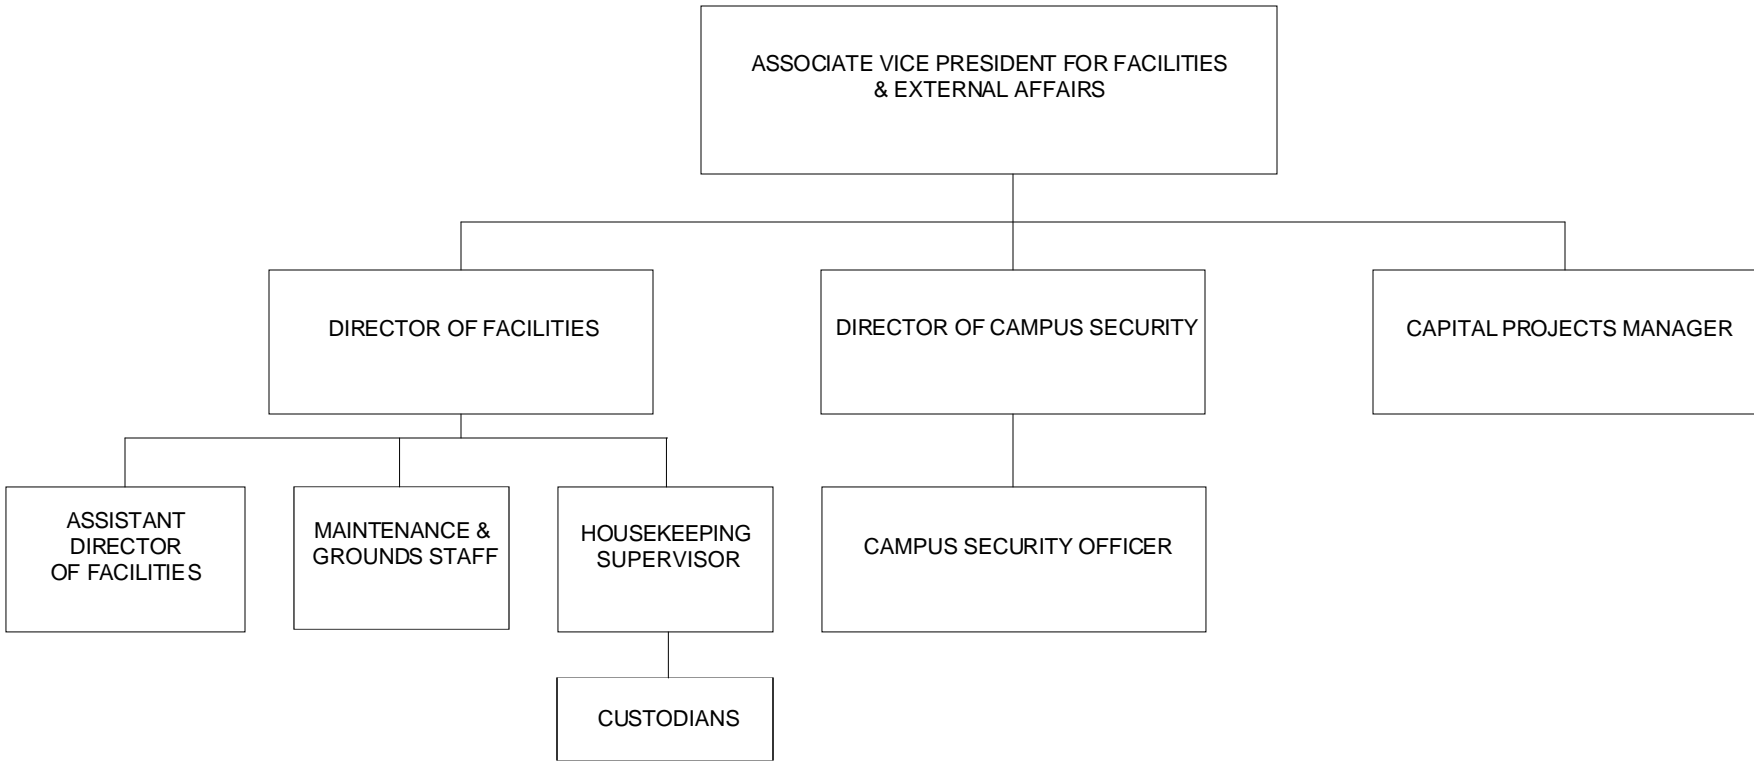 ASSOCIATE VICE PRESIDENT FOR FACILITIES
& EXTERNAL AFFAIRS
DIRECTOR OF FACILITIES
DIRECTOR OF CAMPUS SECURITY
CAPITAL PROJECTS MANAGER
ASSISTANT
DIRECTOR
OF FACILITIES
MAINTENANCE &
GROUNDS STAFF
HOUSEKEEPING
SUPERVISOR
CAMPUS SECURITY OFFICER
CUSTODIANS